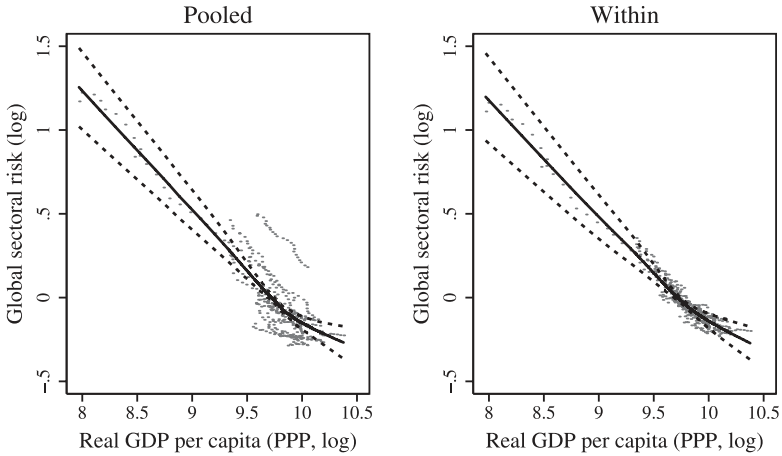 Pooled
Global sectoral risk (log)
1.5
1
.5
0
-.5
8 8.5 9 9.5 10 10.5
Real GDP per capita (PPP, log)
Within
Global sectoral risk (log)
1.5
1
.5
0
-.5
8 8.5 9 9.5 10 10.5
Real GDP per capita (PPP, log)